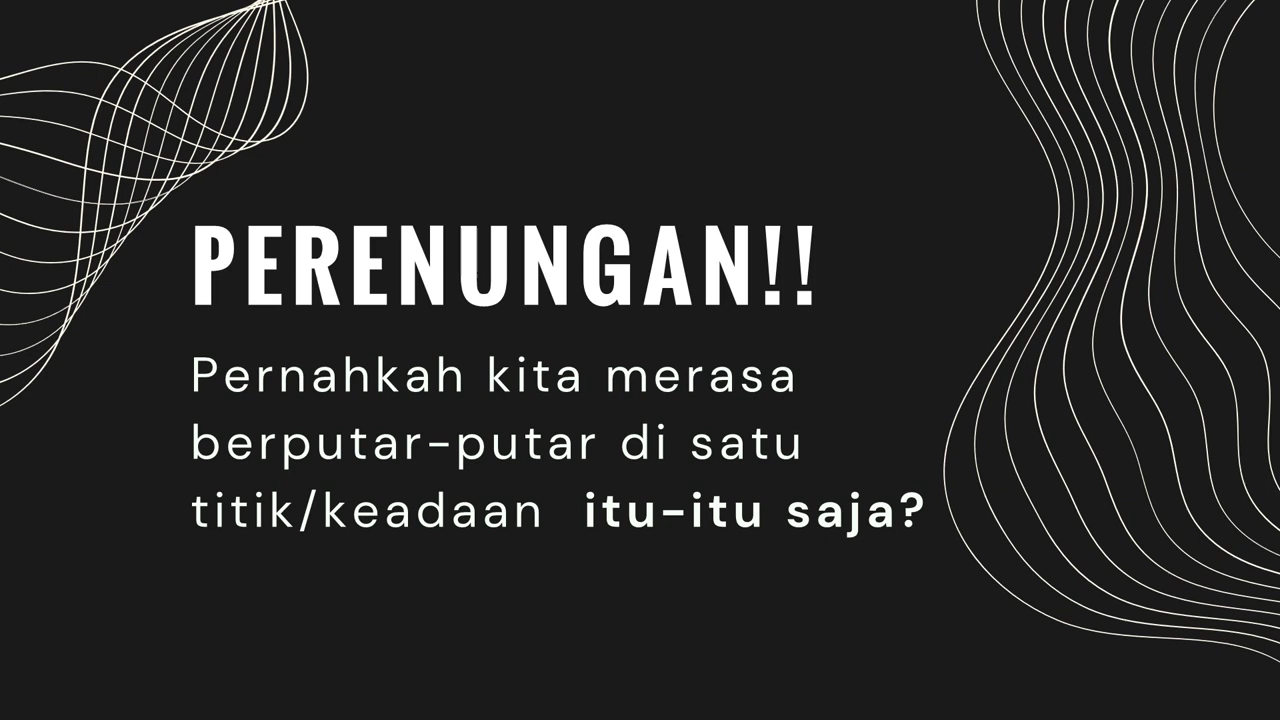 PERENUNGAN!!
Pernahkah kita merasa
berputar-putar di satu
titik/keadaan itu-itu saja?